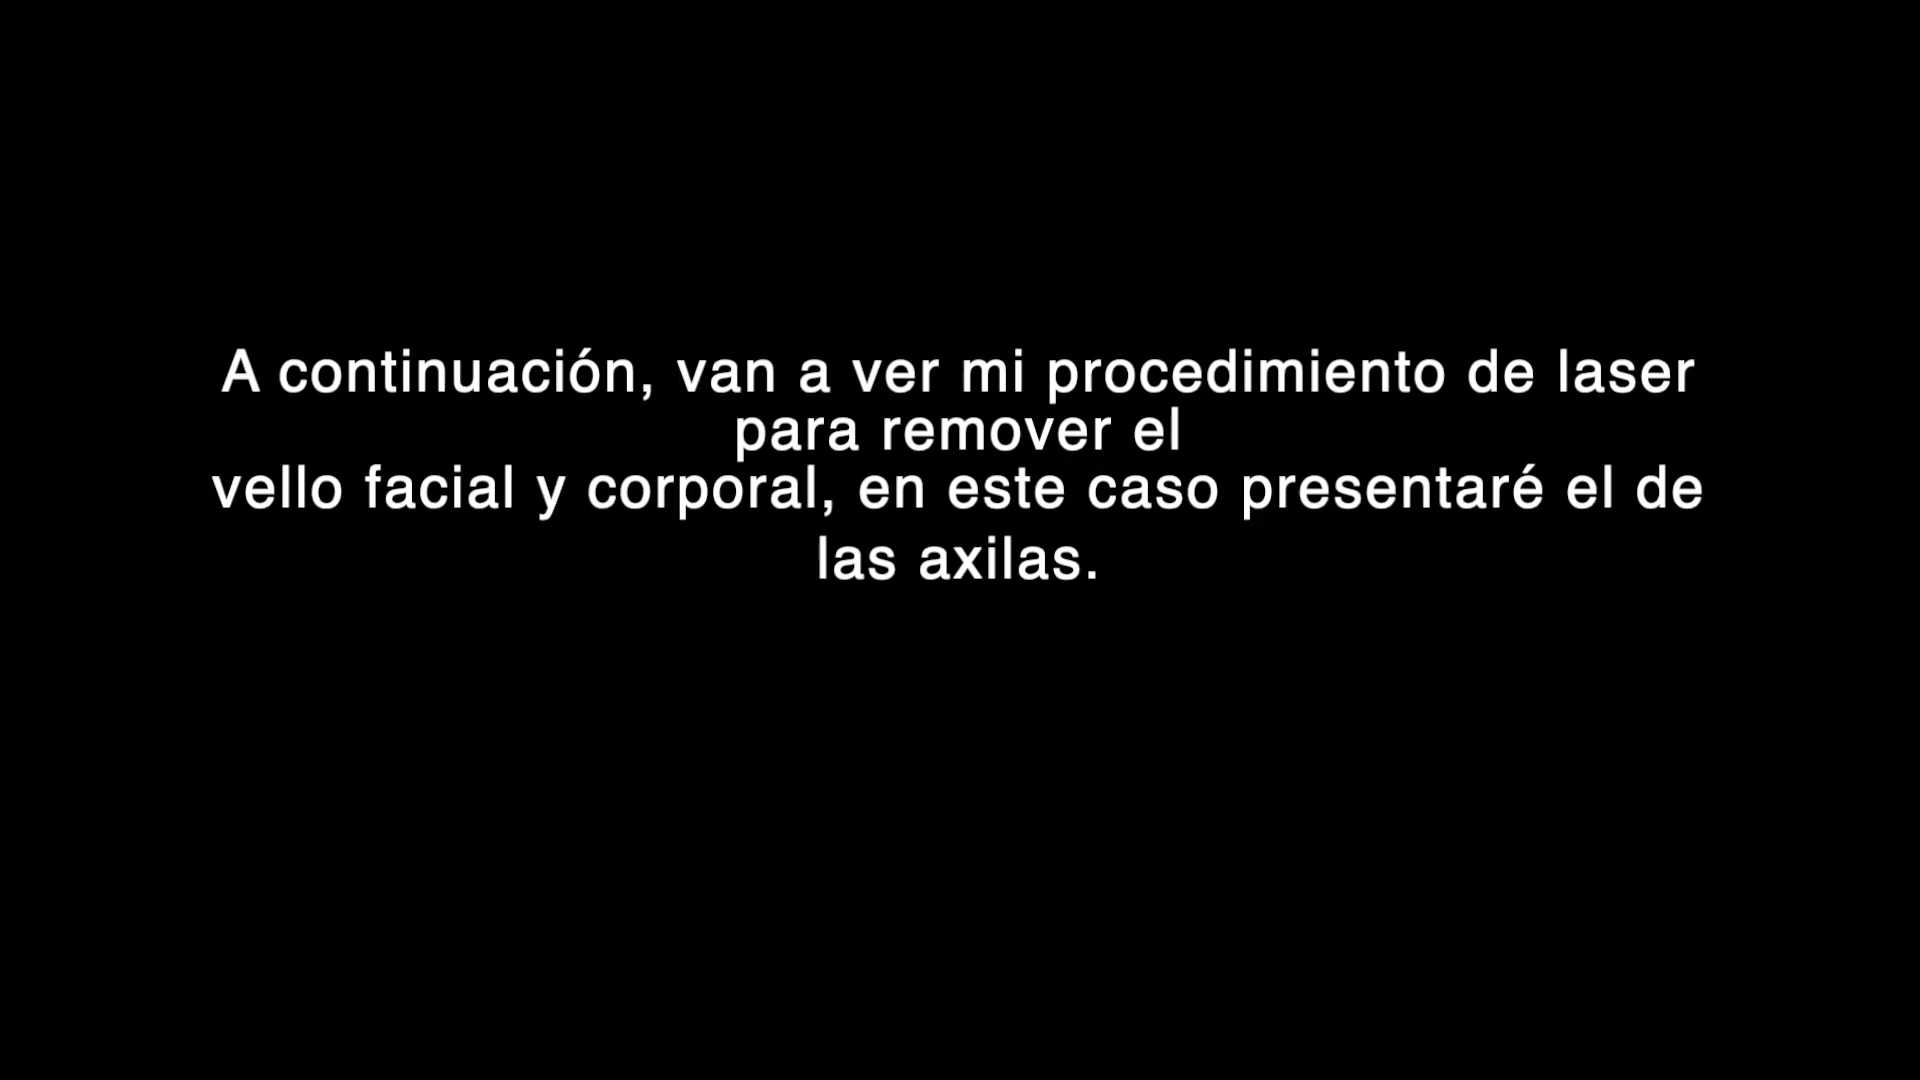 A continuación, van a ver mi procedimiento de laser
para remover el
vello facial y corporal, en este caso presentaré el de
las axilas.